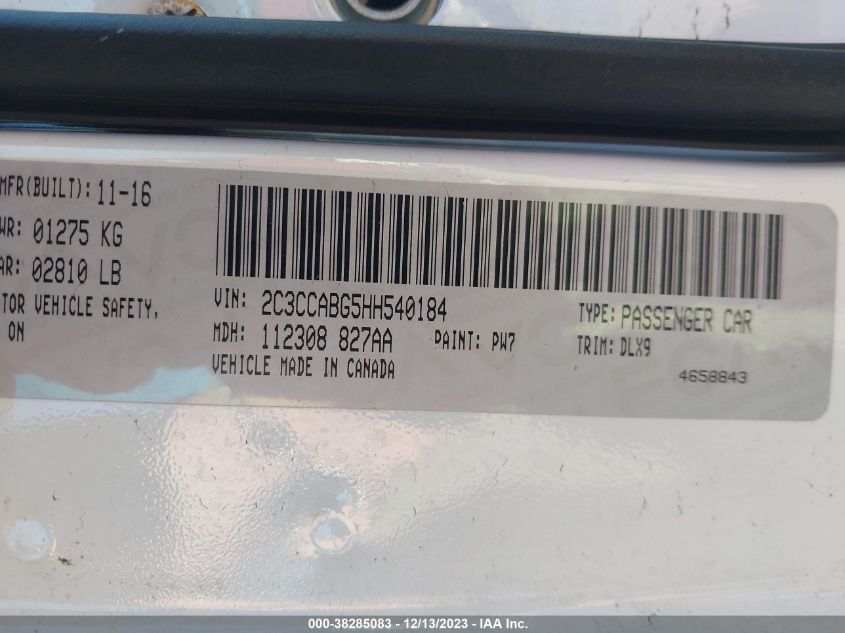 MFR(BUILT): 11-16
WR: 01275 KG
AR: 02810 LB
TOR VEHICLE SAFETY,
ON
VIN: 2C3CCABG5HH540184
TYPE: PASSENGER CAR
MDH: 112308 827AA PAINT: PW7
TRIM: DLX9
VEHICLE MADE IN CANADA
4658843
000-38285083 - 12/13/2023 - IAA Inc.